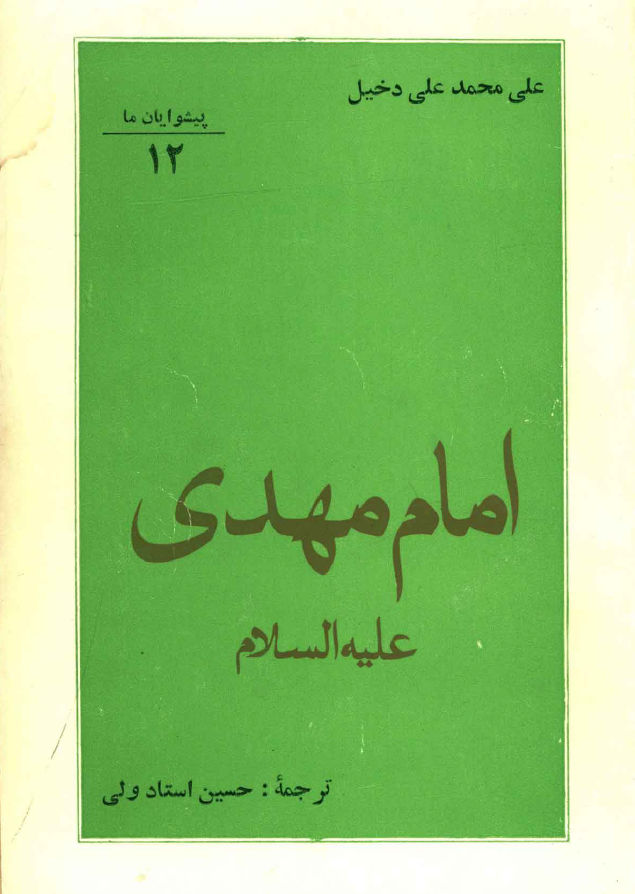 علی محمد علی دخیل
پیشوایان ما
۱۲
امام مهدی
علیه‌السلام
ترجمهٔ : حسین استاد ولی